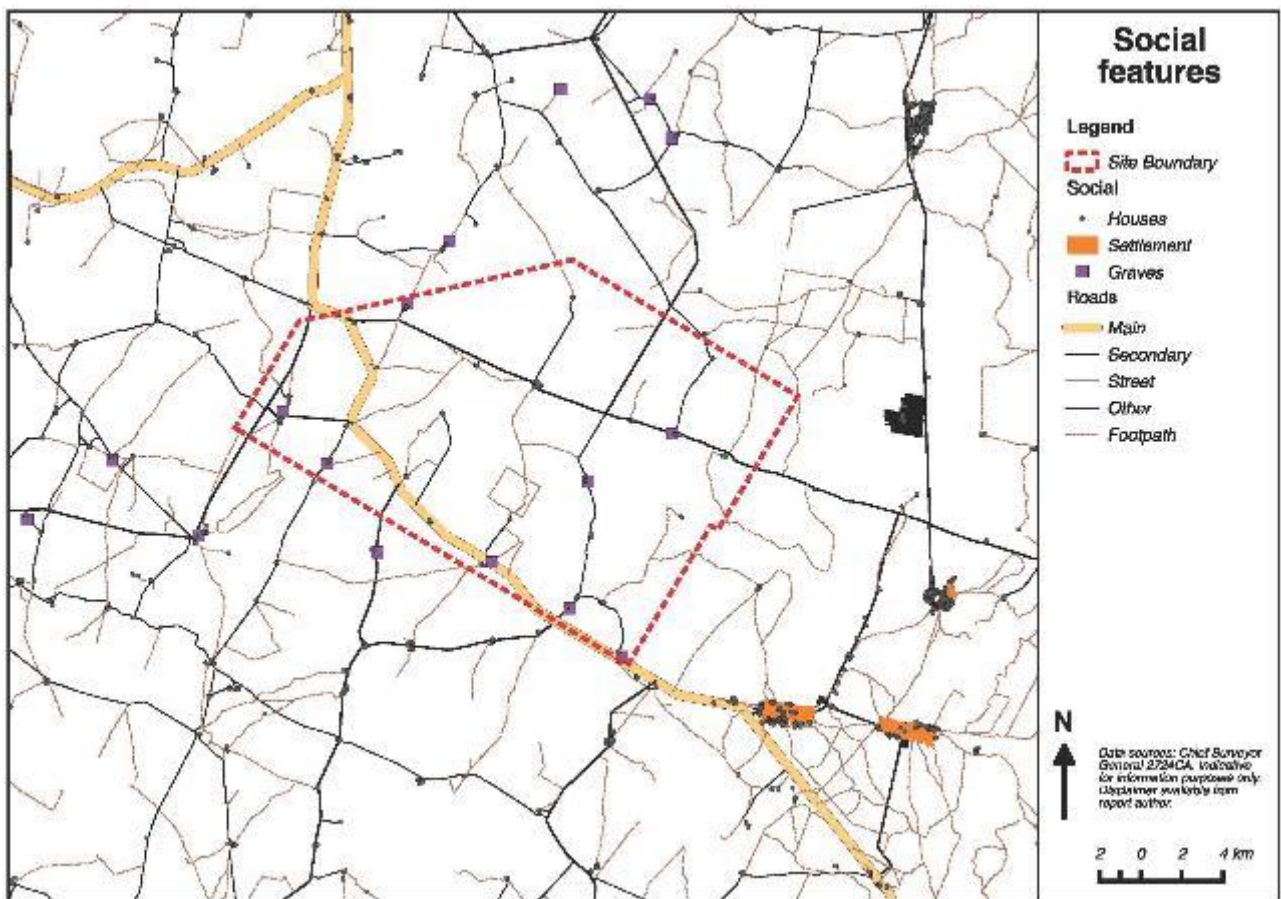 Social
features
Legend
Site Boundary
Social
Houses
Settlement
Graves
Roads
Main
Secondary
Street
Other
Footpath
N
Data sources: Chief Surveyor
General 2724CA. Indicative
for information purposes only.
Disclaimer available from
report author.
2 0 2 4 km